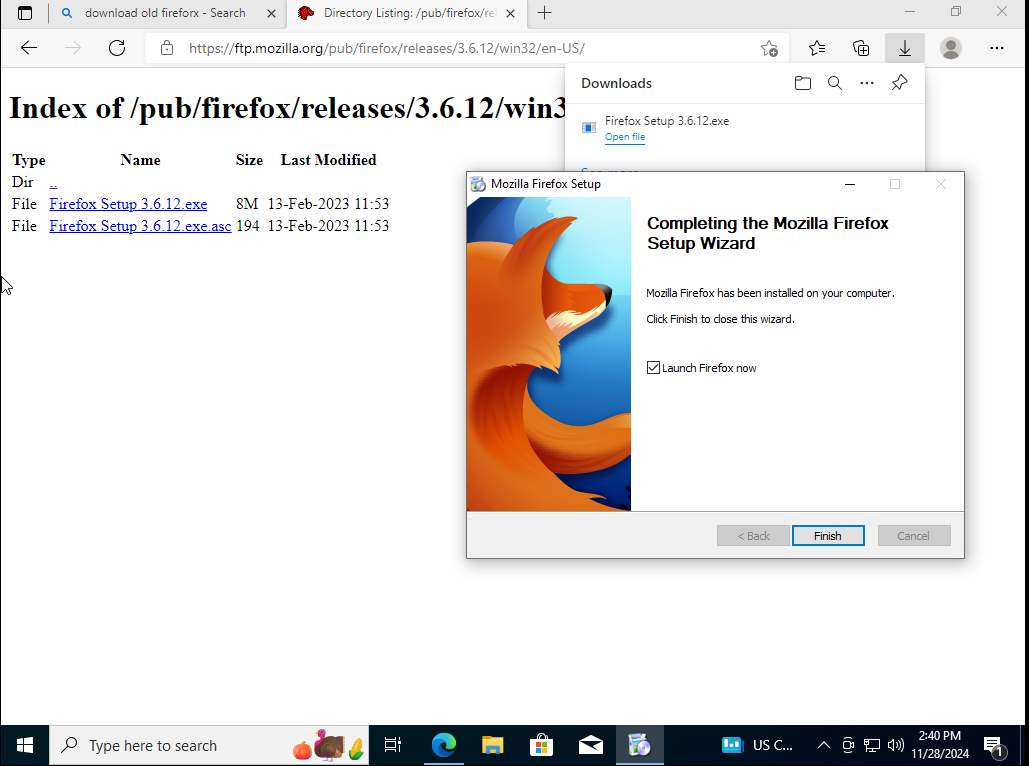 download old fireforx - Search
Directory Listing: /pub/firefox/re
https://ftp.mozilla.org/pub/firefox/releases/3.6.12/win32/en-US/
Downloads
Firefox Setup 3.6.12.exe
Open file
Index of /pub/firefox/releases/3.6.12/win3
Type Name Size Last Modified
Dir ..
File Firefox Setup 3.6.12.exe 8M 13-Feb-2023 11:53
File Firefox Setup 3.6.12.exe.asc 194 13-Feb-2023 11:53
Mozilla Firefox Setup
Completing the Mozilla Firefox
Setup Wizard
Mozilla Firefox has been installed on your computer.
Click Finish to close this wizard.
Launch Firefox now
< Back Finish Cancel
Type here to search
US C...
2:40 PM
11/28/2024
1